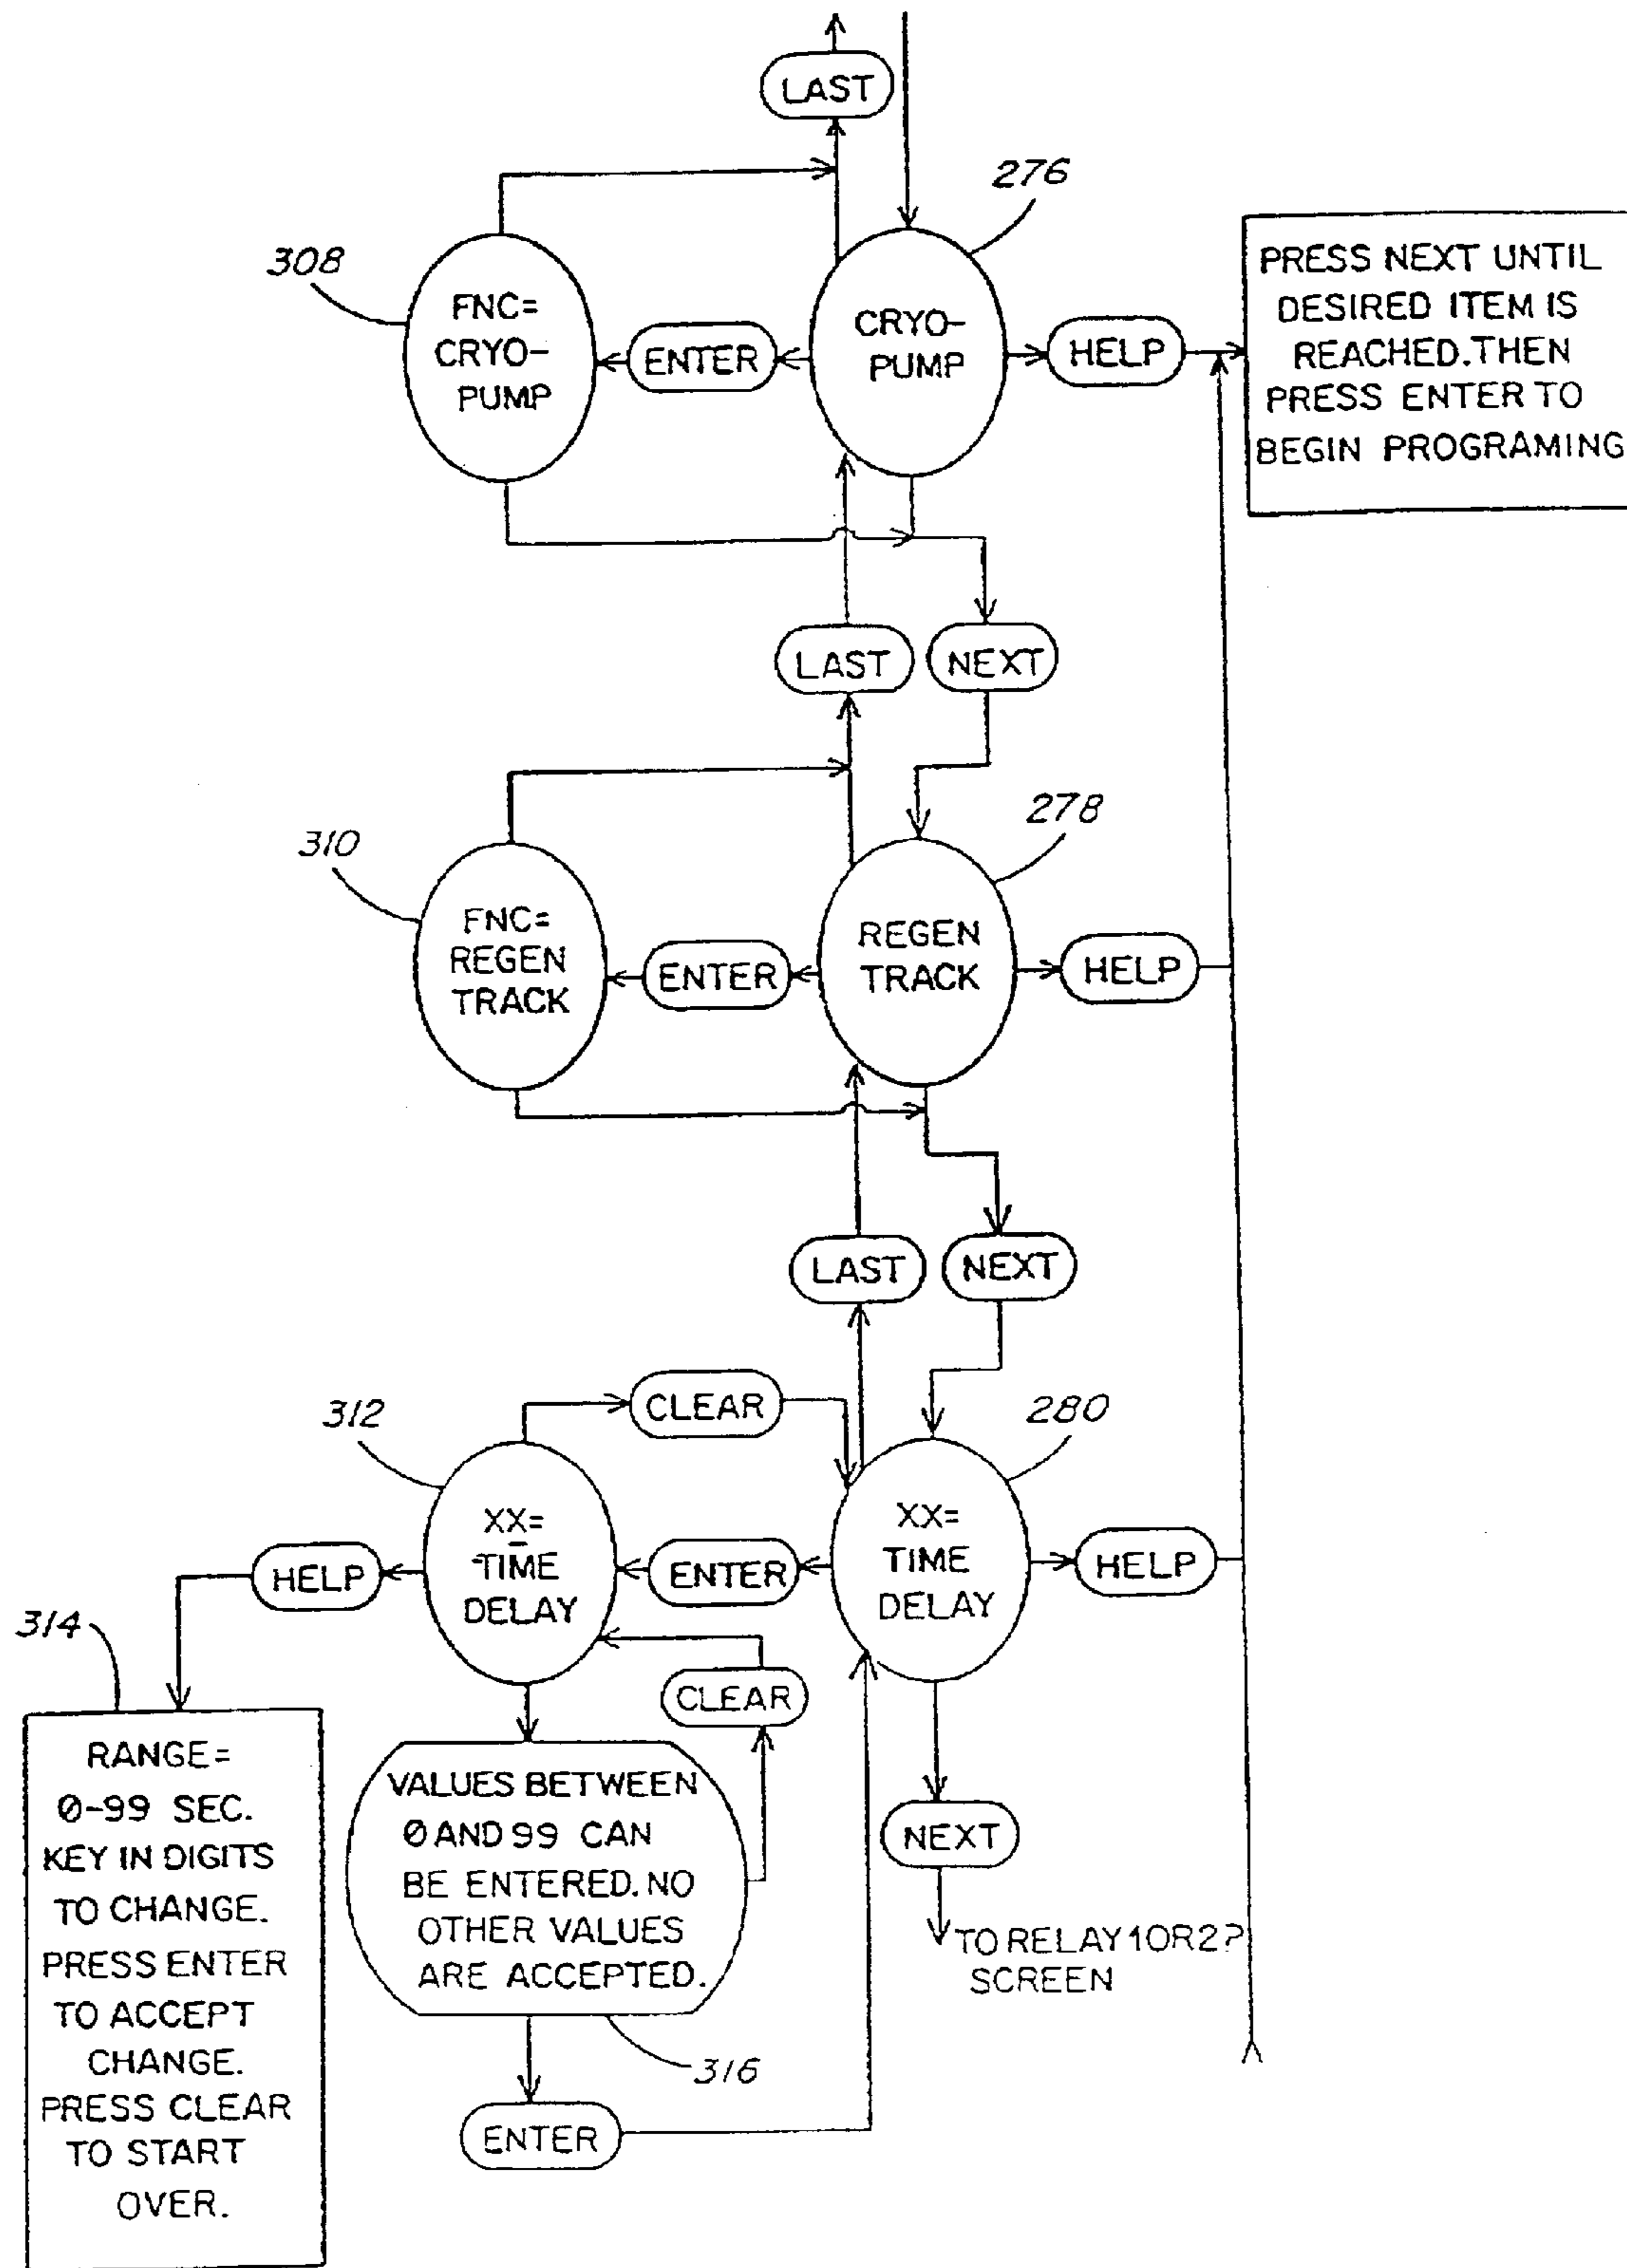 LAST
276
308
FNC=
CRYO-
PUMP
ENTER
CRYO-
PUMP
HELP
PRESS NEXT UNTIL
DESIRED ITEM IS
REACHED. THEN
PRESS ENTER TO
BEGIN PROGRAMING
LAST
NEXT
278
310
FNC=
REGEN
TRACK
ENTER
REGEN
TRACK
HELP
LAST
NEXT
312
CLEAR
280
XX=
TIME
DELAY
HELP
ENTER
XX=
TIME
DELAY
HELP
314
CLEAR
RANGE=
0-99 SEC.
KEY IN DIGITS
TO CHANGE.
PRESS ENTER
TO ACCEPT
CHANGE.
PRESS CLEAR
TO START
OVER.
VALUES BETWEEN
0 AND 99 CAN
BE ENTERED. NO
OTHER VALUES
ARE ACCEPTED.
316
ENTER
NEXT
TO RELAY 1OR2?
SCREEN